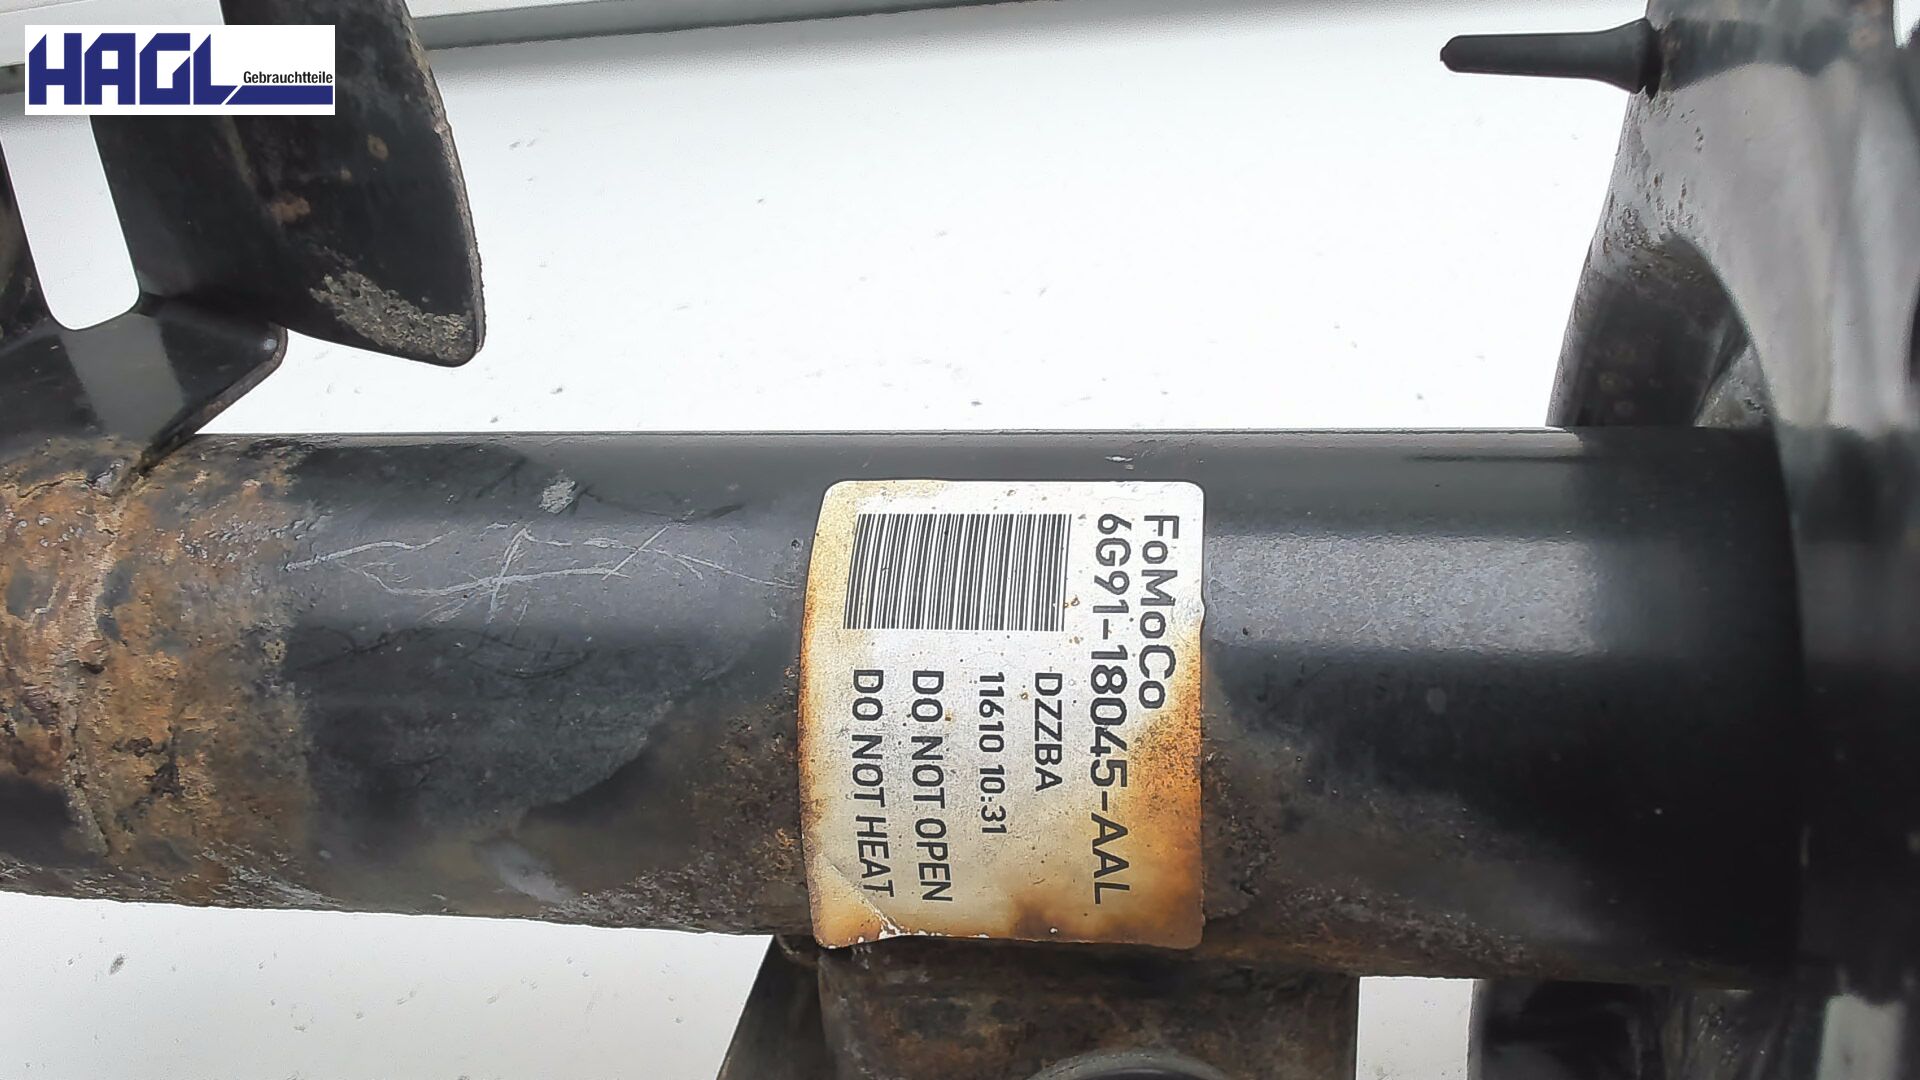 HAGL
Gebrauchtteile
FoMoCo
6G91-18045-AAL
DZZBA
11610 10:31
DO NOT OPEN
DO NOT HEAT